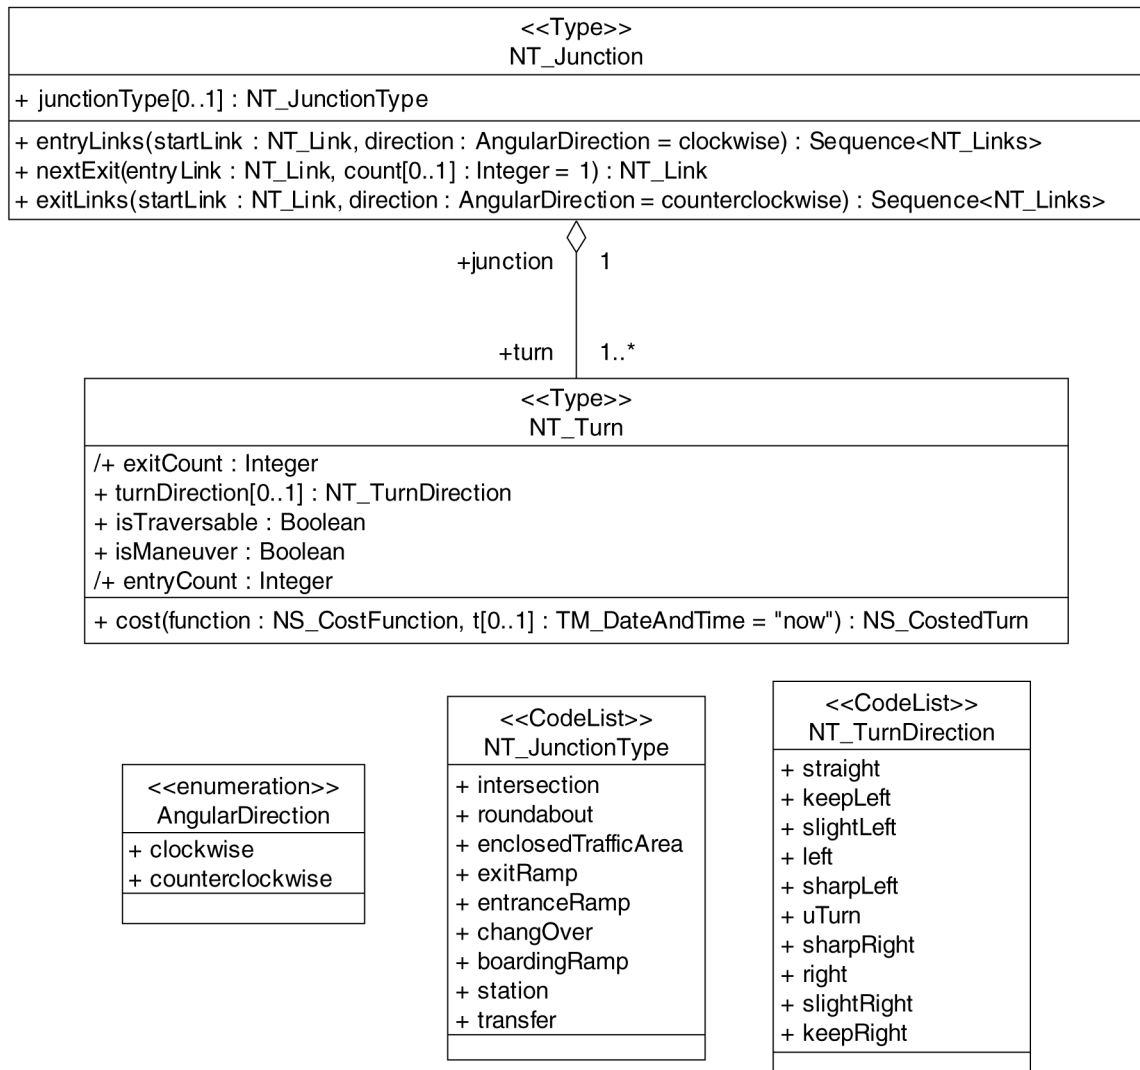 <<Type>>
NT_Junction
+ junctionType[0..1] : NT_JunctionType
+ entryLinks(startLink : NT_Link, direction : AngularDirection = clockwise) : Sequence<NT_Links>
+ nextExit(entryLink : NT_Link, count[0..1] : Integer = 1) : NT_Link
+ exitLinks(startLink : NT_Link, direction : AngularDirection = counterclockwise) : Sequence<NT_Links>
+junction 1
+turn 1..*
<<Type>>
NT_Turn
/+ exitCount : Integer
+ turnDirection[0..1] : NT_TurnDirection
+ isTraversable : Boolean
+ isManeuver : Boolean
/+ entryCount : Integer
+ cost(function : NS_CostFunction, t[0..1] : TM_DateAndTime = "now") : NS_CostedTurn
<<enumeration>>
AngularDirection
+ clockwise
+ counterclockwise
<<CodeList>>
NT_JunctionType
+ intersection
+ roundabout
+ enclosedTrafficArea
+ exitRamp
+ entranceRamp
+ changOver
+ boardingRamp
+ station
+ transfer
<<CodeList>>
NT_TurnDirection
+ straight
+ keepLeft
+ slightLeft
+ left
+ sharpLeft
+ uTurn
+ sharpRight
+ right
+ slightRight
+ keepRight